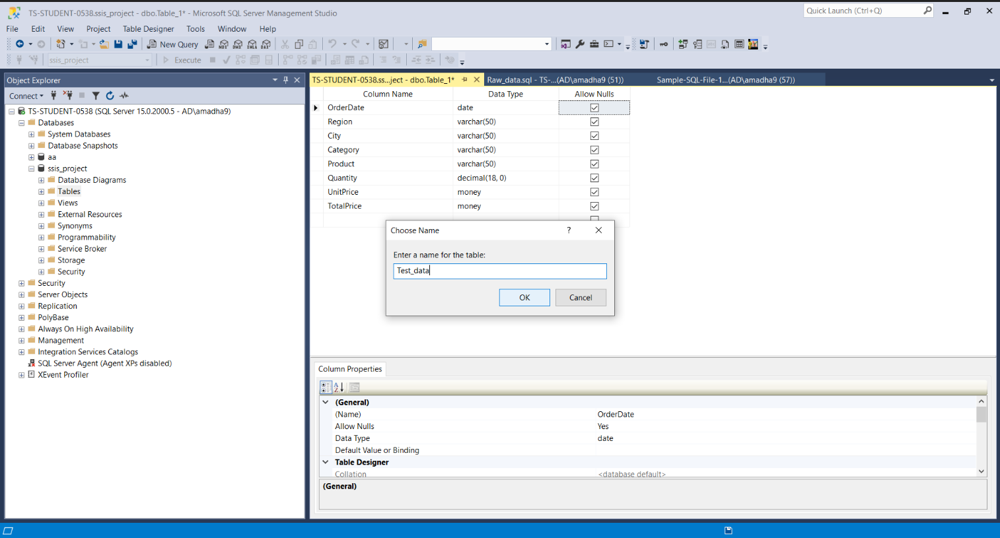 TS-STUDENT-0538.ssis_project - dbo.Table_1* - Microsoft SQL Server Management Studio
Quick Launch (Ctrl+Q)
File Edit View Project Table Designer Tools Window Help
New Query
MDX DMX XMLA DAX
ssis_project
Execute
Object Explorer
Connect
TS-STUDENT-0538 (SQL Server 15.0.2000.5 - AD\amadha9)
Databases
System Databases
Database Snapshots
aa
ssis_project
Database Diagrams
Tables
Views
External Resources
Synonyms
Programmability
Service Broker
Storage
Security
Security
Server Objects
Replication
PolyBase
Always On High Availability
Management
Integration Services Catalogs
SQL Server Agent (Agent XPs disabled)
XEvent Profiler
TS-STUDENT-0538.ss...ject - dbo.Table_1*
Raw_data.sql - TS-...(AD\amadha9 (51))
Sample-SQL-File-1...(AD\amadha9 (57))
Column Name Data Type Allow Nulls
OrderDate date
Region varchar(50)
City varchar(50)
Category varchar(50)
Product varchar(50)
Quantity decimal(18, 0)
UnitPrice money
TotalPrice money
Choose Name ?
Enter a name for the table:
Test_data
OK Cancel
Column Properties
(General)
(Name) OrderDate
Allow Nulls Yes
Data Type date
Default Value or Binding
Table Designer
Collation <database default>
(General)